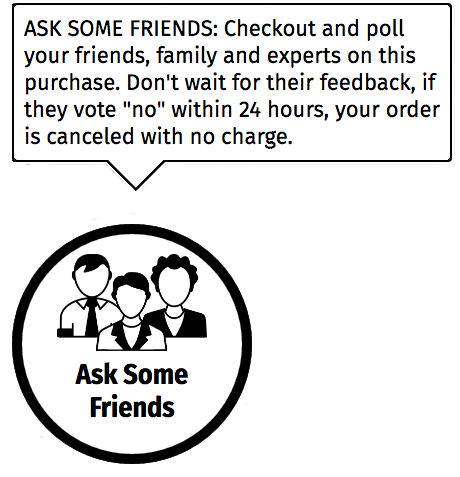 ASK SOME FRIENDS: Checkout and poll
your friends, family and experts on this
purchase. Don't wait for their feedback, if
they vote "no" within 24 hours, your order
is canceled with no charge.
Ask Some
Friends